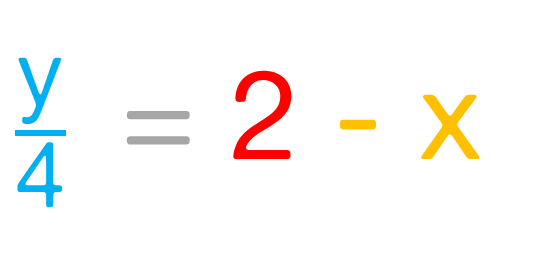 y/4 = 2 - x